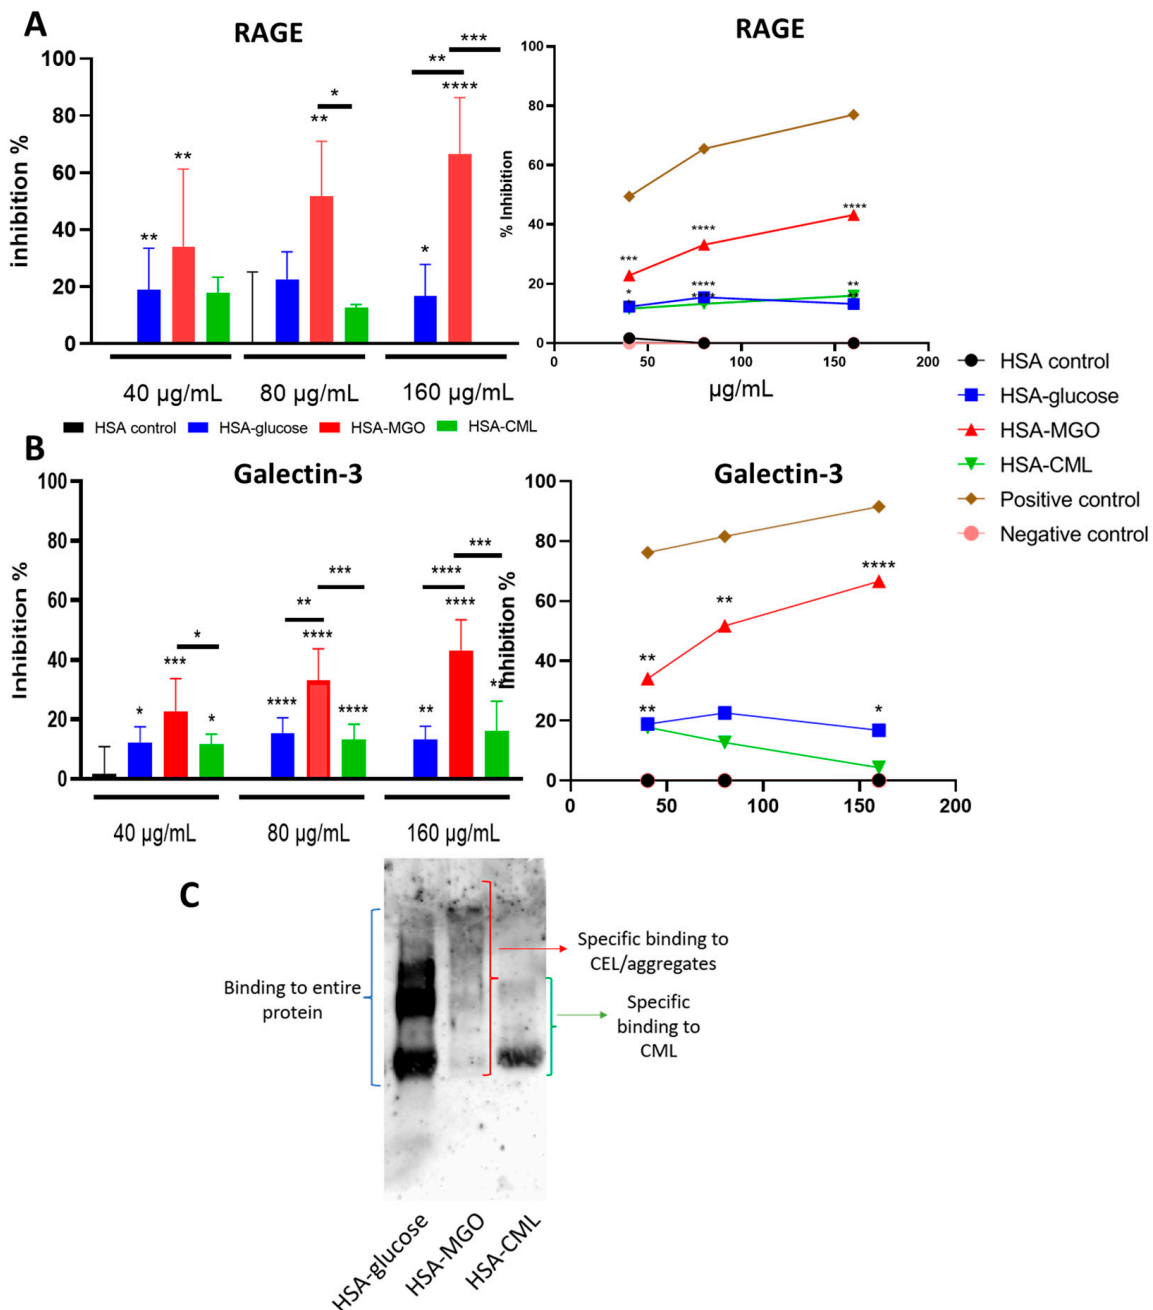 A
RAGE
inhibition %
100
80
60
40
20
0
**
**
**
*
*
**
****
***
40 µg/mL
80 µg/mL
160 µg/mL
HSA control
HSA-glucose
HSA-MGO
HSA-CML
RAGE
% Inhibition
100
80
60
40
20
0
***
****
****
*
****
****
**
**
0
50
100
150
200
µg/mL
HSA control
HSA-glucose
HSA-MGO
HSA-CML
Positive control
Negative control
B
Galectin-3
Inhibition %
100
80
60
40
20
0
*
***
*
*
****
**
****
***
****
**
****
****
***
**
40 µg/mL
80 µg/mL
160 µg/mL
Galectin-3
Inhibition %
100
80
60
40
20
0
**
**
**
****
*
0
50
100
150
200
C
Binding to entire
protein
Specific binding to
CEL/aggregates
Specific
binding to
CML
HSA-glucose
HSA-MGO
HSA-CML